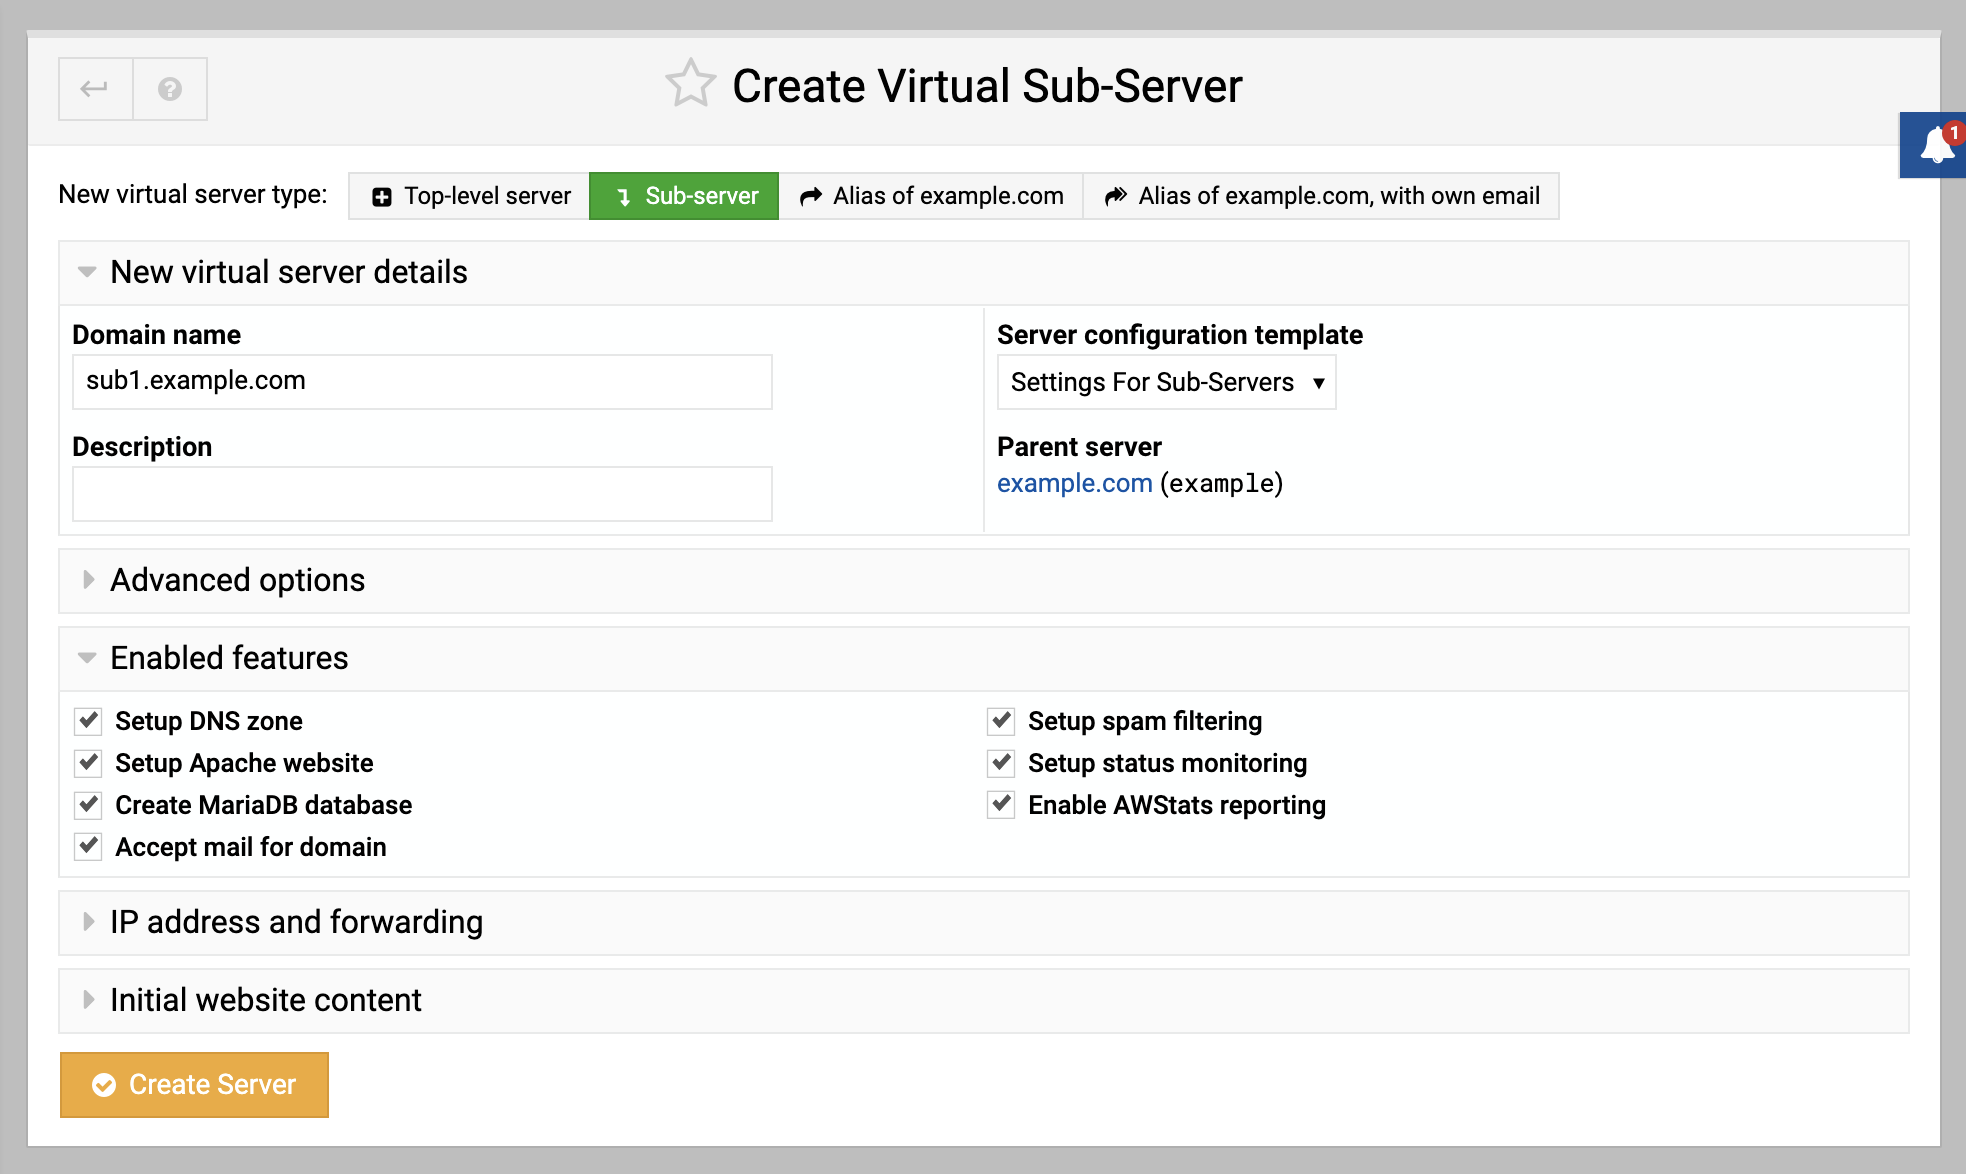 Create Virtual Sub-Server
1
New virtual server type:
Top-level server
Sub-server
Alias of example.com
Alias of example.com, with own email
New virtual server details
Domain name
sub1.example.com
Server configuration template
Settings For Sub-Servers
Description
Parent server
example.com (example)
Advanced options
Enabled features
Setup DNS zone
Setup Apache website
Create MariaDB database
Accept mail for domain
Setup spam filtering
Setup status monitoring
Enable AWStats reporting
IP address and forwarding
Initial website content
Create Server